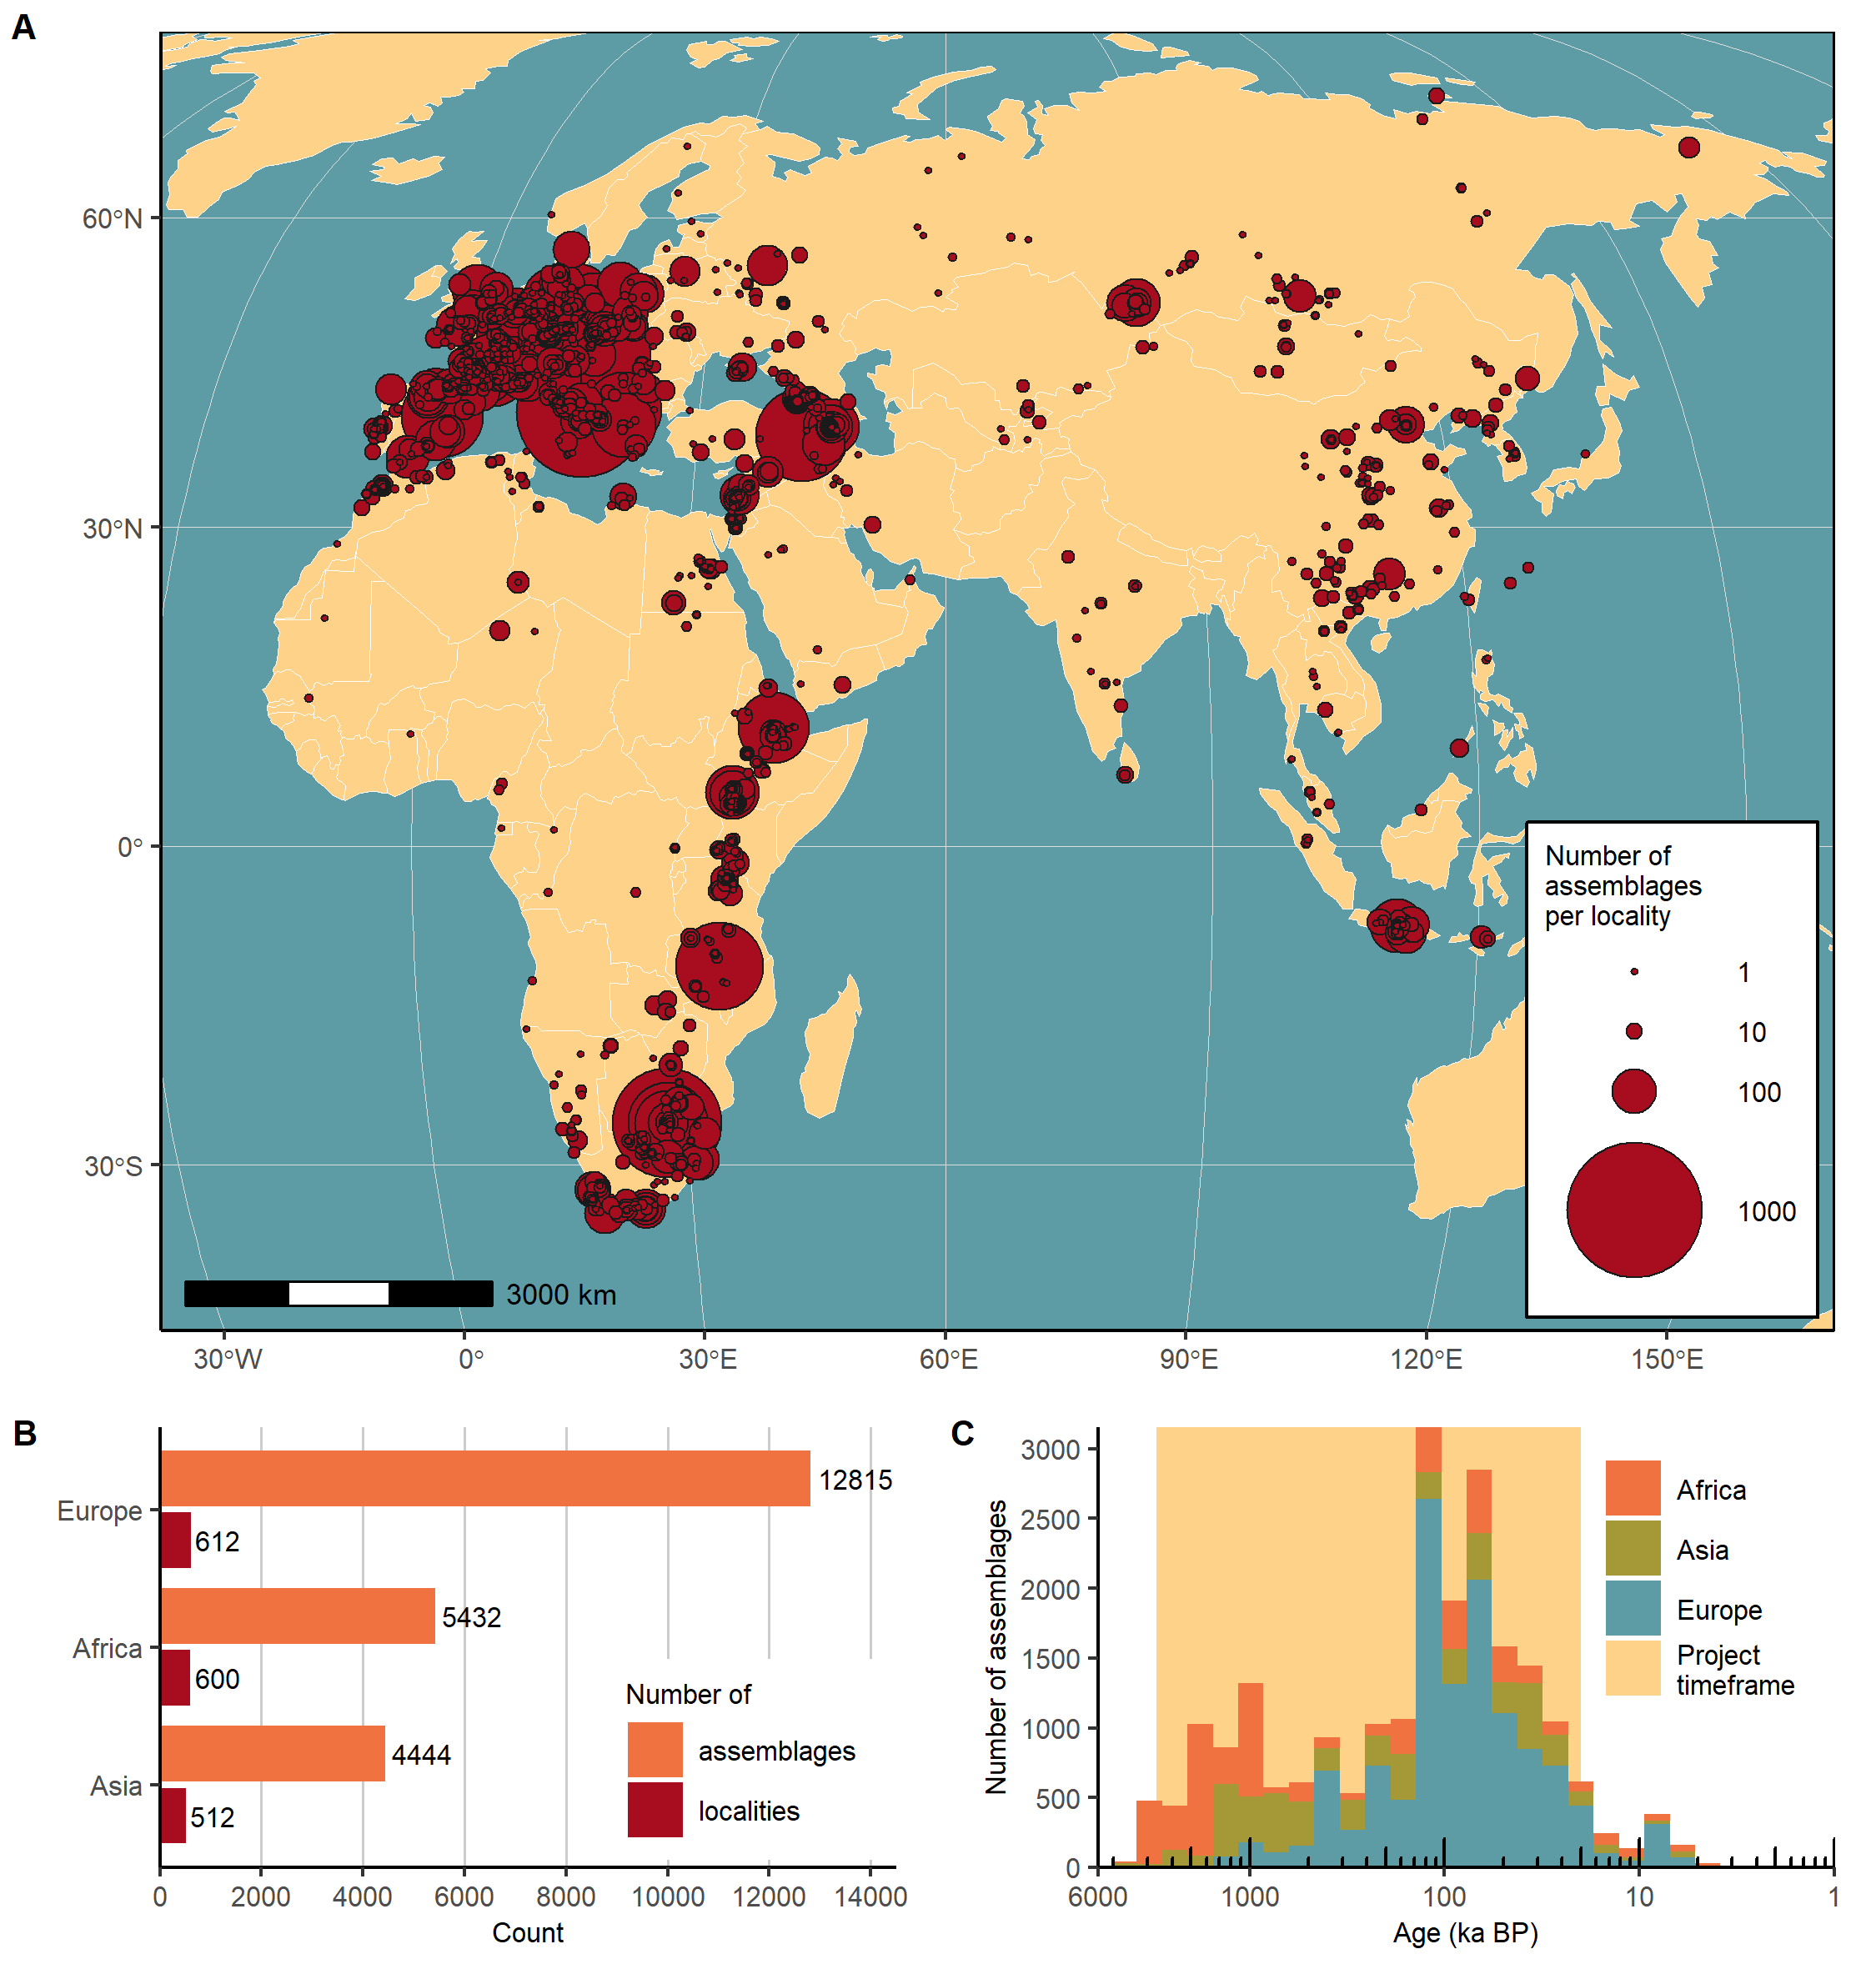 A
60°N
30°N
0°
30°S
Number of
assemblages
per locality
1
10
100
1000
3000 km
30°W 0° 30°E 60°E 90°E 120°E 150°E
B
Europe
Africa
Asia
12815
612
5432
600
4444
512
Number of
assemblages
localities
0 2000 4000 6000 8000 10000 12000 14000
Count
C
Number of assemblages
3000
2500
2000
1500
1000
500
0
Africa
Asia
Europe
Project
timeframe
6000 1000 100 10 1
Age (ka BP)